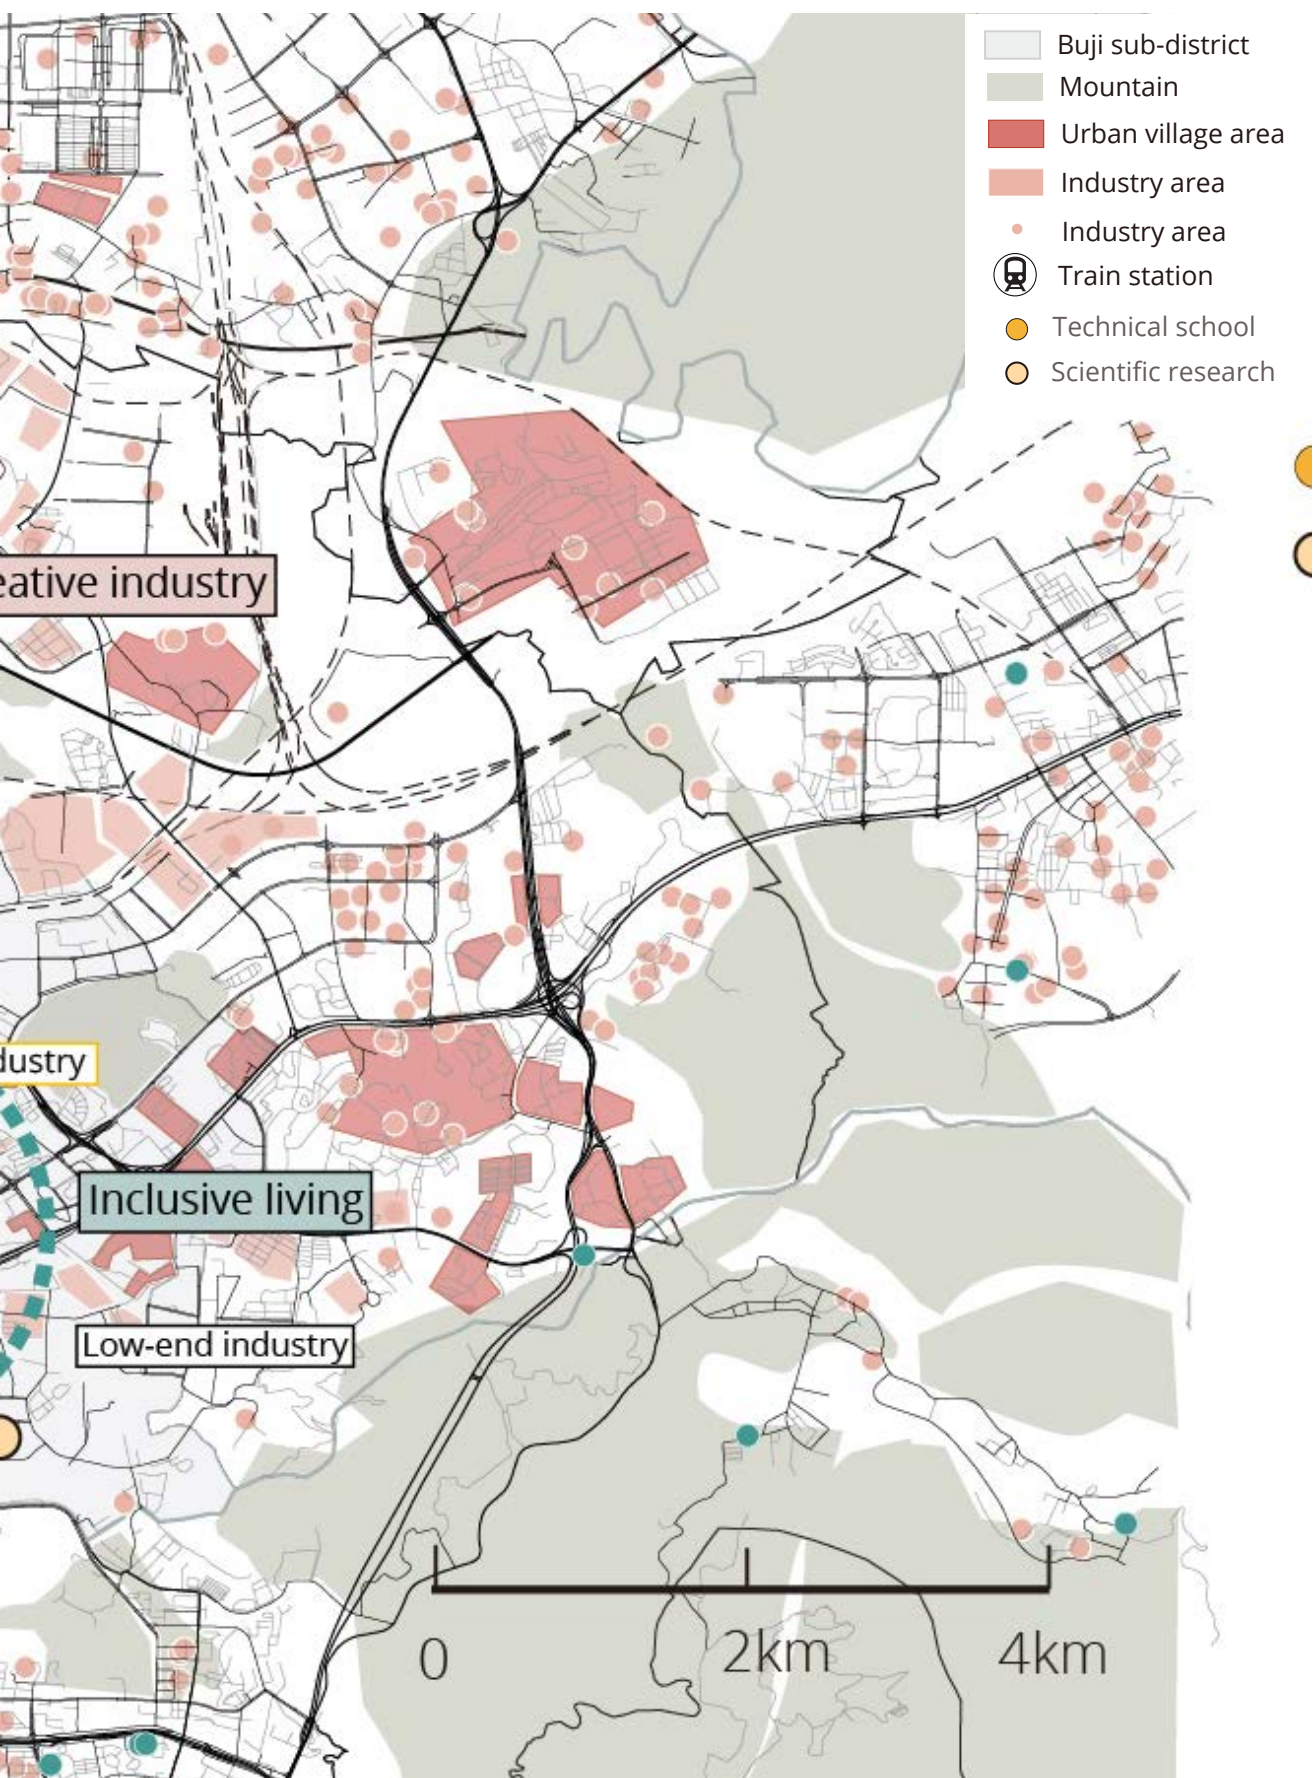 Buji sub-district
Mountain
Urban village area
Industry area
Industry area
Train station
Technical school
Scientific research
eative industry
dustry
Inclusive living
Low-end industry
0 2km 4km